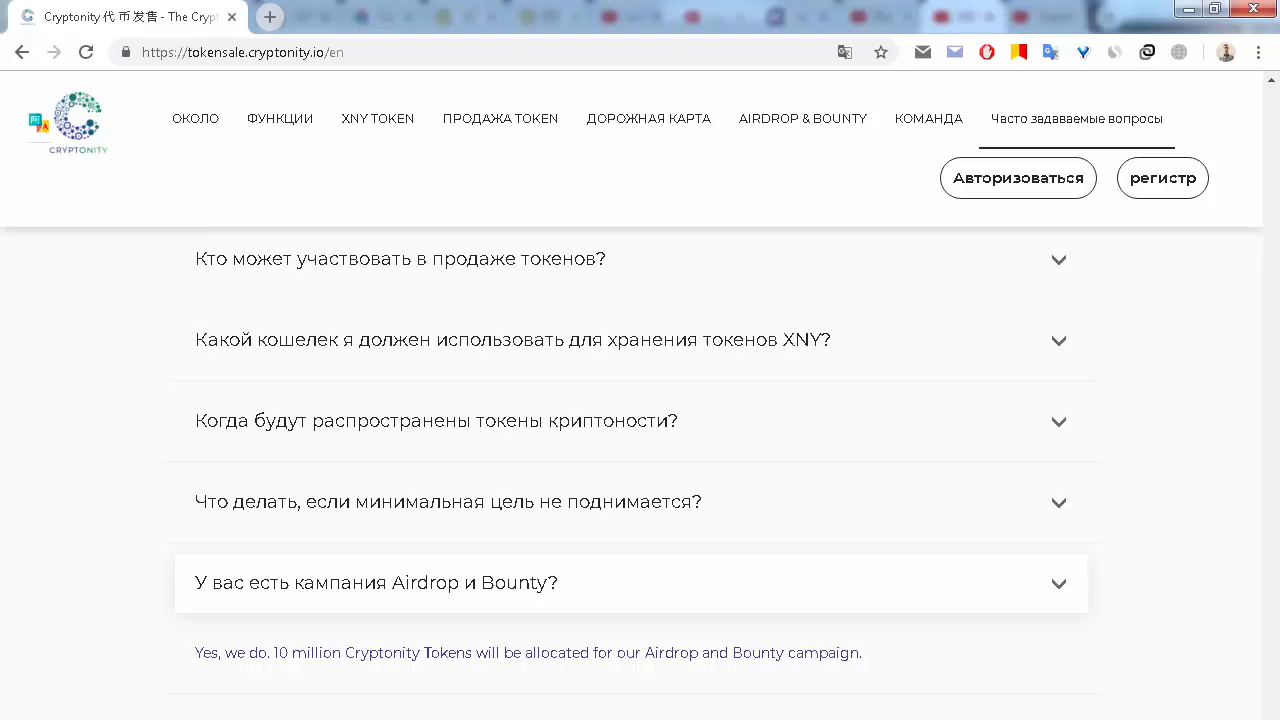 Cryptonity 代 币 发售 - The Crypt
https://tokensale.cryptonity.io/en
CRYPTONITY
ОКОЛО
ФУНКЦИИ
XNY TOKEN
ПРОДАЖА TOKEN
ДОРОЖНАЯ КАРТА
AIRDROP & BOUNTY
КОМАНДА
Часто задаваемые вопросы
Авторизоваться
регистр
Кто может участвовать в продаже токенов?
Какой кошелек я должен использовать для хранения токенов XNY?
Когда будут распространены токены криптоности?
Что делать, если минимальная цель не поднимается?
У вас есть кампания Airdrop и Bounty?
Yes, we do. 10 million Cryptonity Tokens will be allocated for our Airdrop and Bounty campaign.